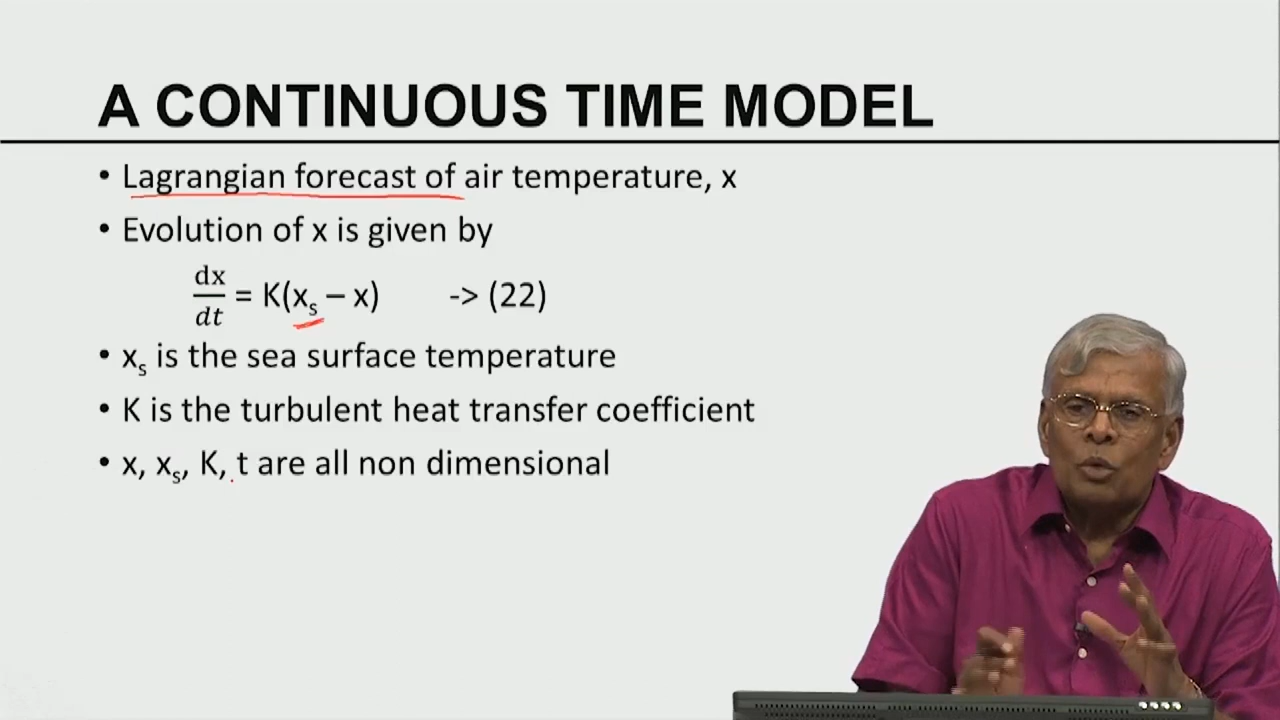 A CONTINUOUS TIME MODEL
• Lagrangian forecast of air temperature, x
• Evolution of x is given by
dx/dt = K(xₛ – x) -> (22)
• xₛ is the sea surface temperature
• K is the turbulent heat transfer coefficient
• x, xₛ, K, t are all non dimensional